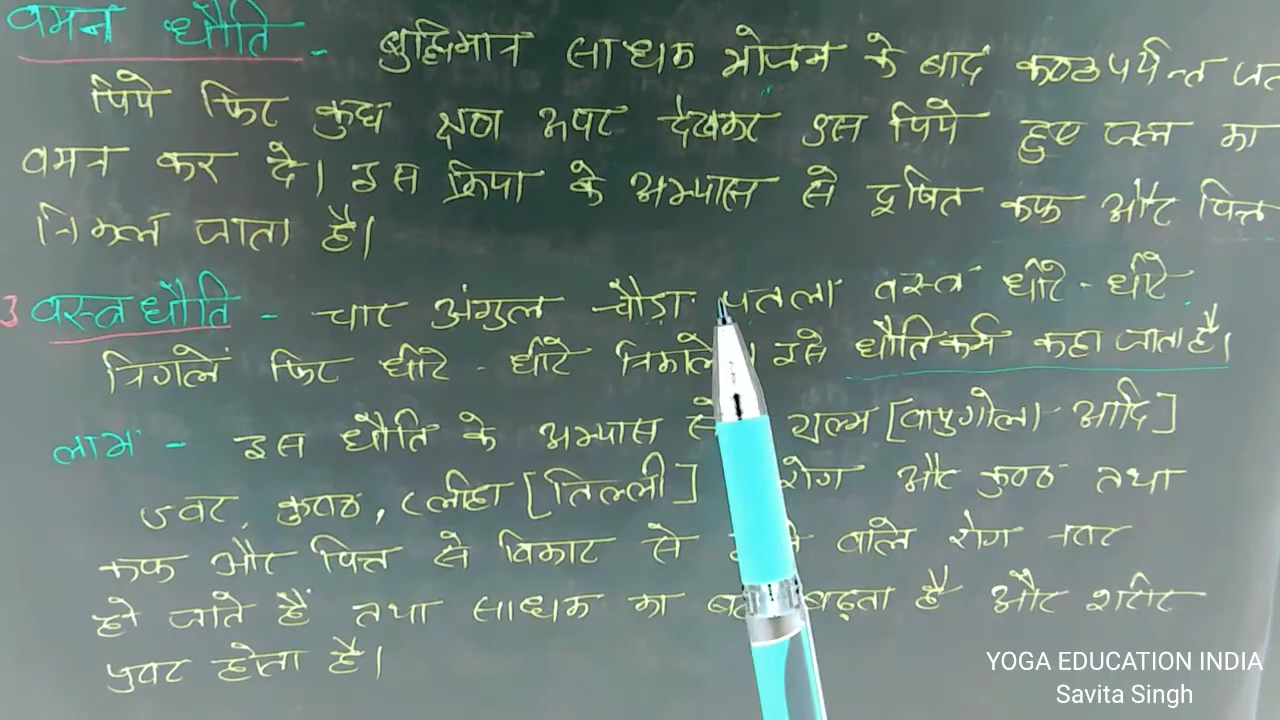 वमन धौति - बुद्धिमान साधक भोजन के बाद कण्ठपर्यन्त जल
पिये फिर कुछ क्षण ऊपर देखकर उस पिये हुए जल का
वमन कर दे। इस क्रिया के अभ्यास से दूषित कफ और पित्त
निकल जाता है।
3 वस्त्र धौति - चार अंगुल चौड़ा पतला वस्त्र धीरे - धीरे
निगलें फिर धीरे - धीरे निकाले। इसे धौतिकर्म कहा जाता है।
लाभ - इस धौति के अभ्यास से गुल्म [वायुगोला आदि]
ज्वर, कुष्ठ, प्लीहा [तिल्ली] रोग और कुष्ठ तथा
कफ और पित्त से विकार से वाले रोग नष्ट
हो जाते हैं तथा साधक का बल बढ़ता है और शरीर
पुष्ट होता है।
YOGA EDUCATION INDIA
Savita Singh